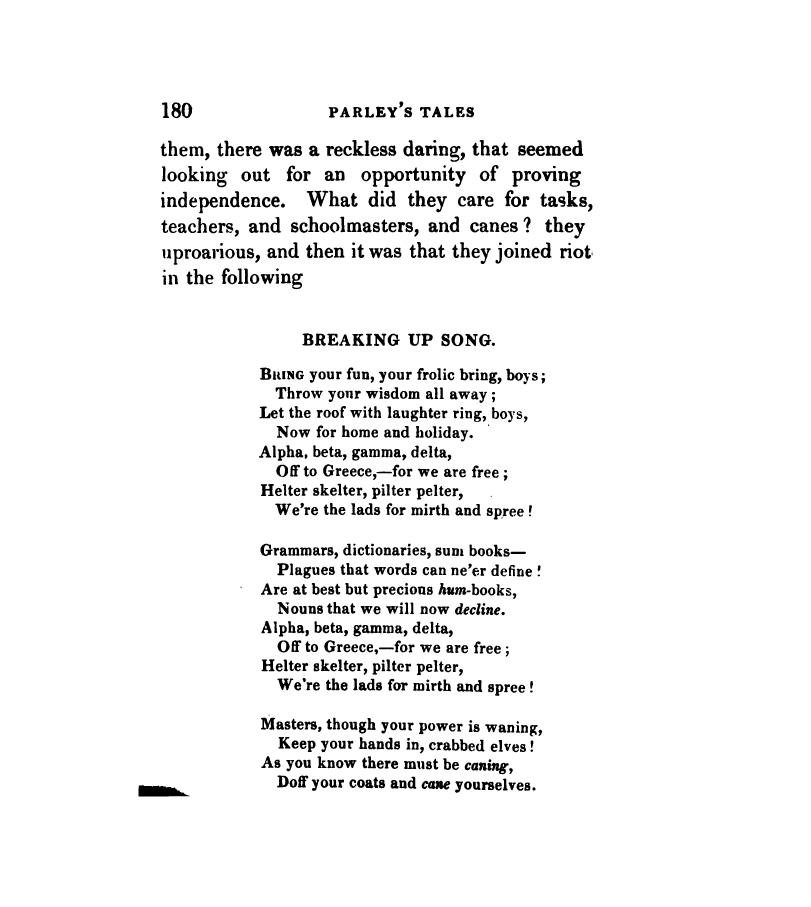 180 PARLEY'S TALES
them, there was a reckless daring, that seemed
looking out for an opportunity of proving
independence. What did they care for tasks,
teachers, and schoolmasters, and canes? they
uproarious, and then it was that they joined riot
in the following
BREAKING UP SONG.
BRING your fun, your frolic bring, boys;
Throw your wisdom all away;
Let the roof with laughter ring, boys,
Now for home and holiday.
Alpha, beta, gamma, delta,
Off to Greece,—for we are free;
Helter skelter, pilter pelter,
We're the lads for mirth and spree!
Grammars, dictionaries, sum books—
Plagues that words can ne'er define!
Are at best but precious hum-books,
Nouns that we will now decline.
Alpha, beta, gamma, delta,
Off to Greece,—for we are free;
Helter skelter, pilter pelter,
We're the lads for mirth and spree!
Masters, though your power is waning,
Keep your hands in, crabbed elves!
As you know there must be caning,
Doff your coats and cane yourselves.